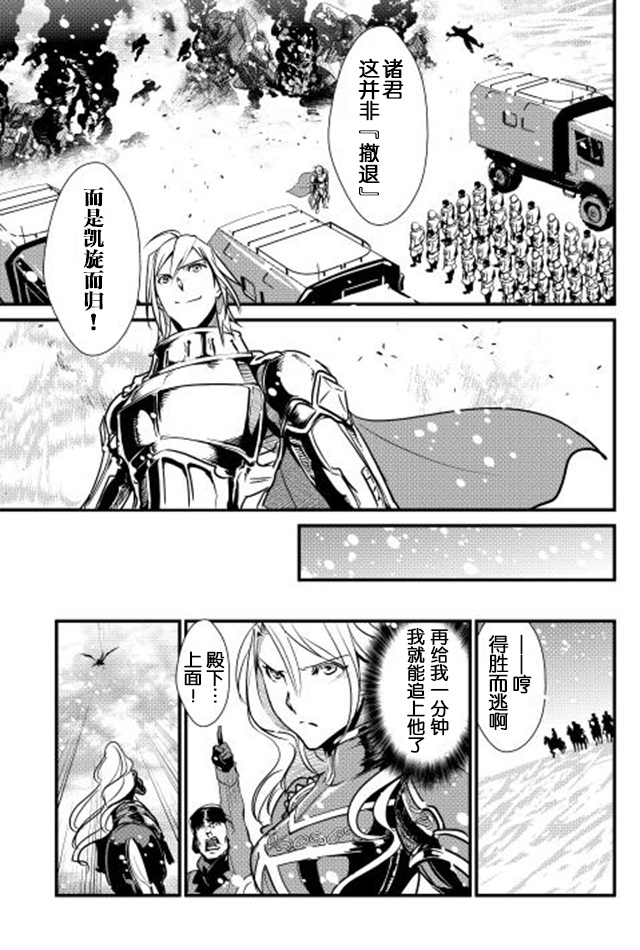 诸君
这并非『撤退』
而是凯旋而归！
——哼
得胜而逃啊
再给我一分钟
我就能追上他了
殿下…
上面！